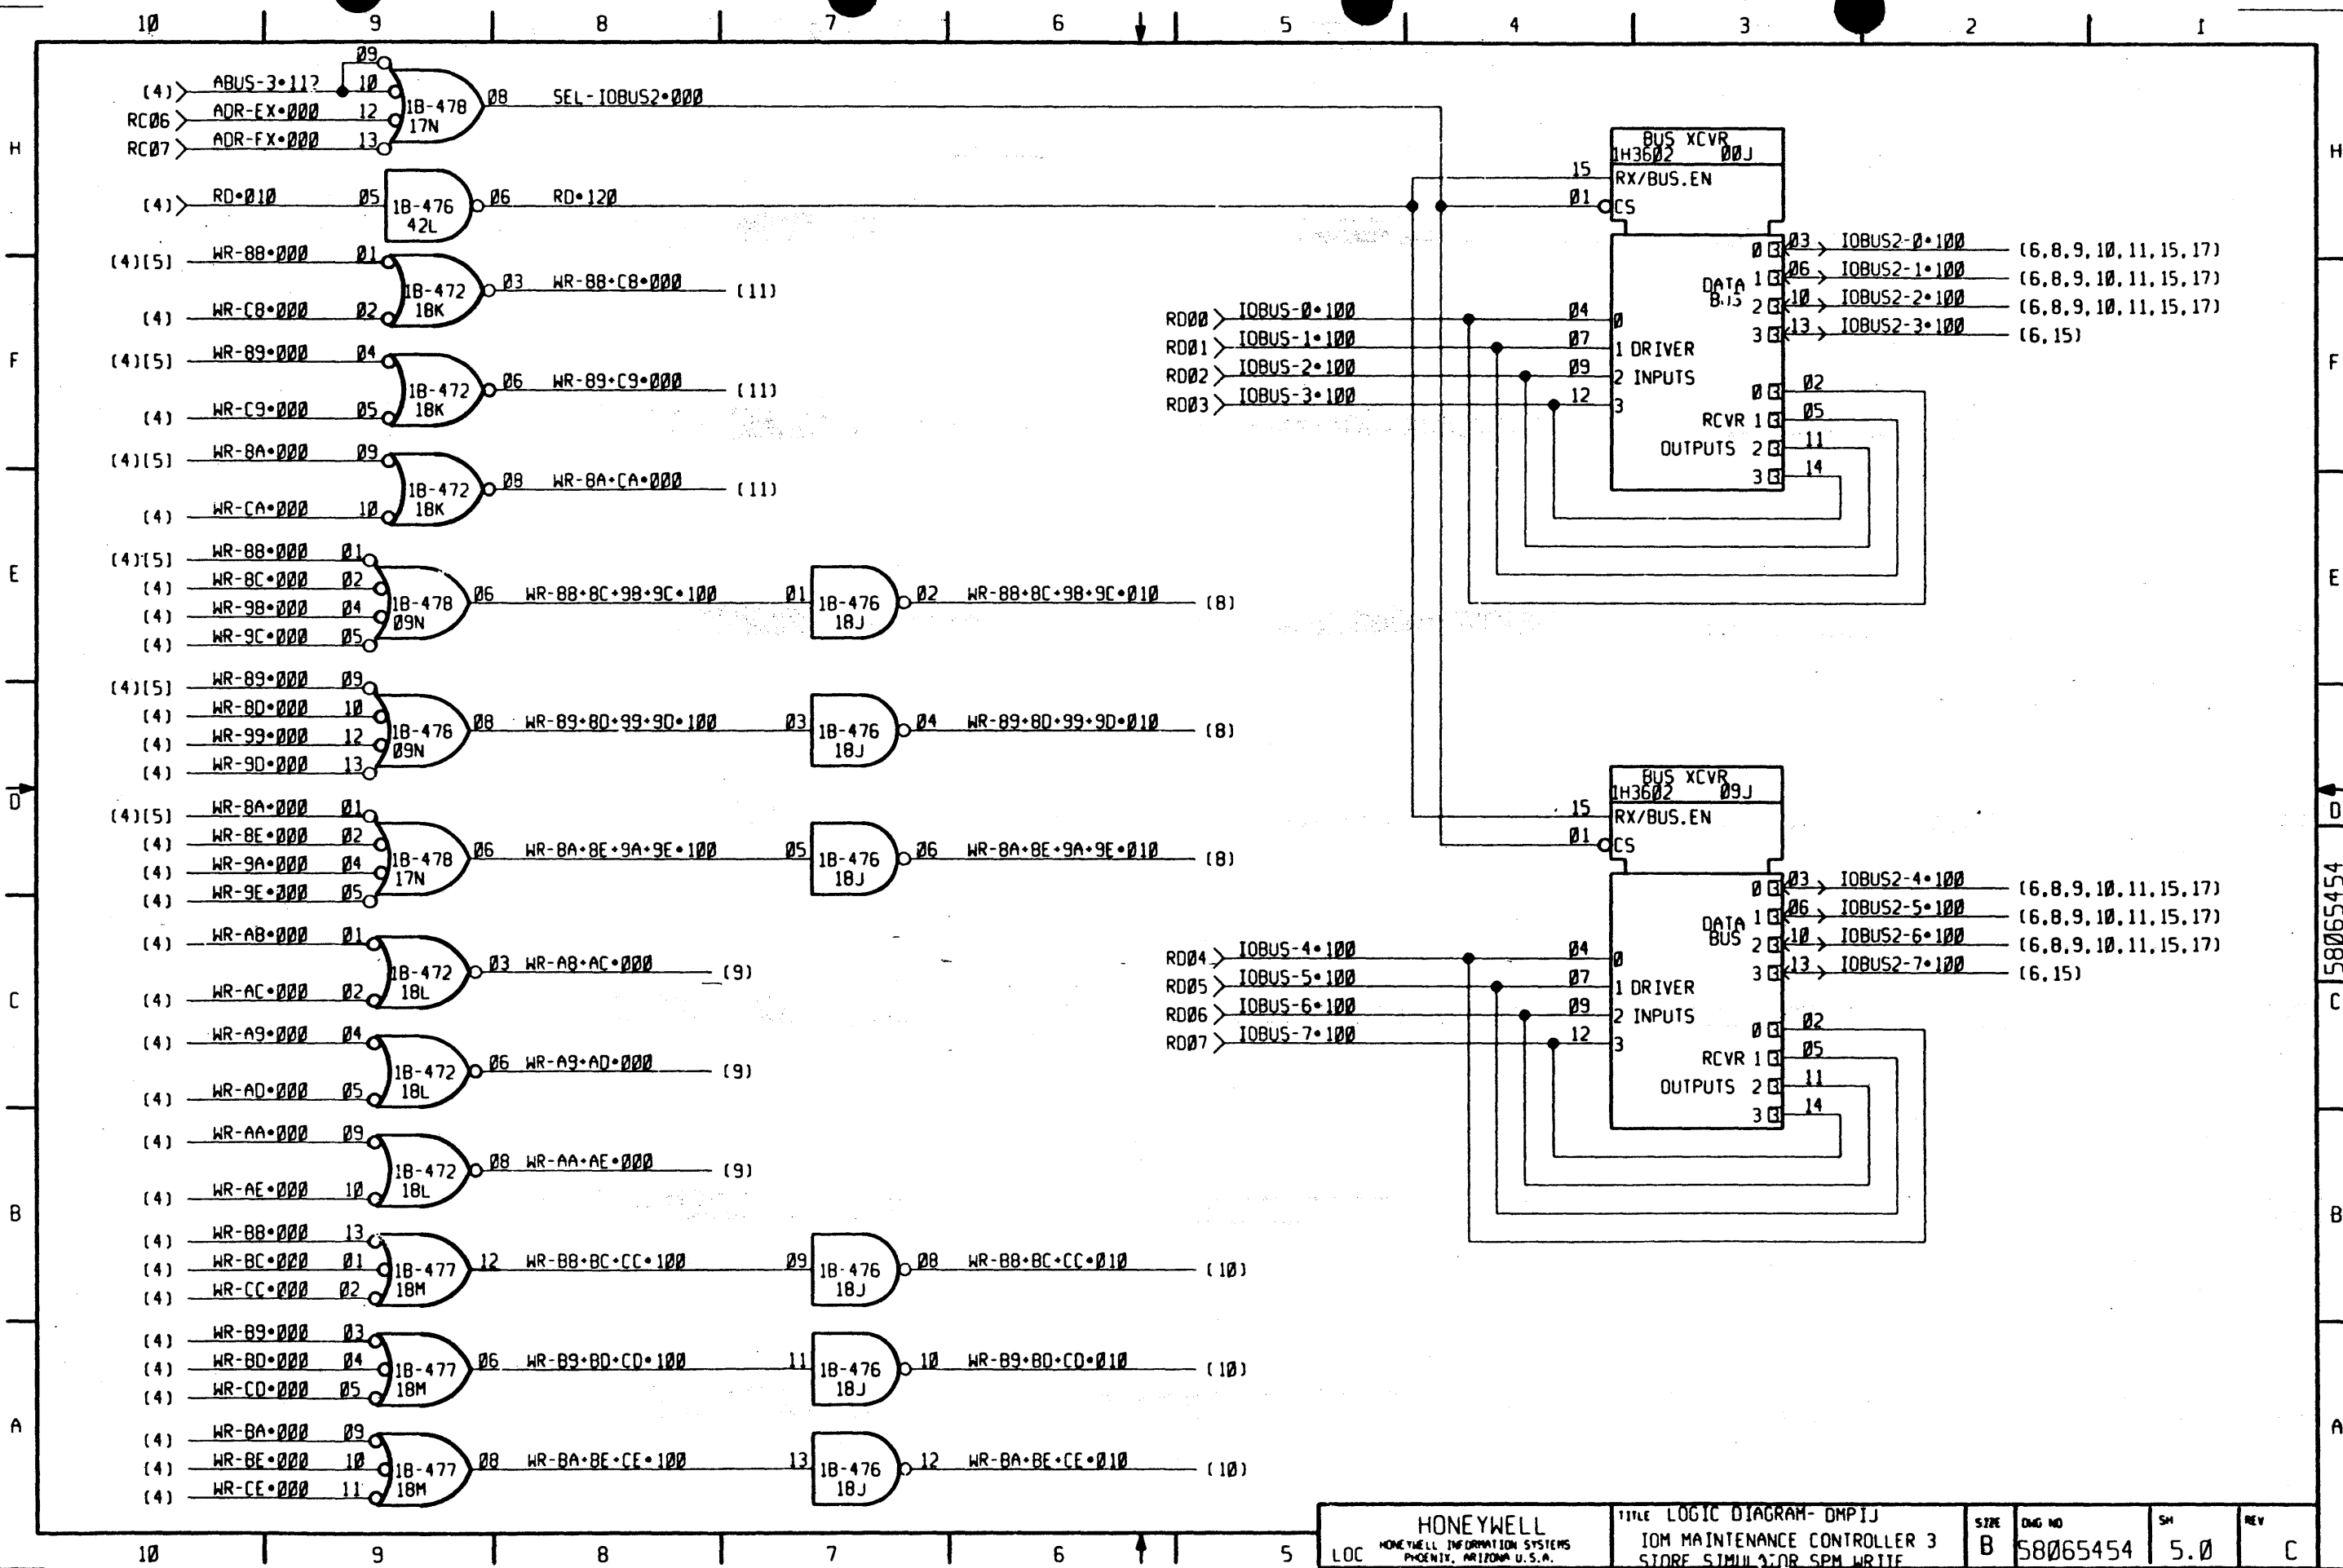 10 9 8 7 6 5 4 3 2 1
H
F
E
D
C
B
A
(4) ABUS-3•11? 09 10
RC06 ADR-EX•000 12
RC07 ADR-FX•000 13
1B-478
17N
08 SEL-IOBUS2•000
(4) RD•010 05
1B-476
42L
06 RD•120
(4)(5) WR-88•000 01
(4) WR-C8•000 02
1B-472
18K
03 WR-88+C8•000 (11)
(4)(5) WR-89•000 04
(4) WR-C9•000 05
1B-472
18K
06 WR-89+C9•000 (11)
(4)(5) WR-8A•000 09
(4) WR-CA•000 10
1B-472
18K
08 WR-8A+CA•000 (11)
(4)(5) WR-88•000 01
(4) WR-8C•000 02
(4) WR-98•000 04
(4) WR-9C•000 05
1B-478
09N
06 WR-88+8C+98+9C•100 01
1B-476
18J
02 WR-88+8C+98+9C•010 (8)
(4)(5) WR-89•000 09
(4) WR-8D•000 10
(4) WR-99•000 12
(4) WR-9D•000 13
1B-478
09N
08 WR-89+8D+99+9D•100 03
1B-476
18J
04 WR-89+8D+99+9D•010 (8)
(4)(5) WR-8A•000 01
(4) WR-8E•000 02
(4) WR-9A•000 04
(4) WR-9E•000 05
1B-478
17N
06 WR-8A+8E+9A+9E•100 05
1B-476
18J
06 WR-8A+8E+9A+9E•010 (8)
(4) WR-A8•000 01
(4) WR-AC•000 02
1B-472
18L
03 WR-A8+AC•000 (9)
(4) WR-A9•000 04
(4) WR-AD•000 05
1B-472
18L
06 WR-A9+AD•000 (9)
(4) WR-AA•000 09
(4) WR-AE•000 10
1B-472
18L
08 WR-AA+AE•000 (9)
(4) WR-B8•000 13
(4) WR-BC•000 01
(4) WR-CC•000 02
1B-477
18M
12 WR-B8+BC+CC•100 09
1B-476
18J
08 WR-B8+BC+CC•010 (10)
(4) WR-B9•000 03
(4) WR-BD•000 04
(4) WR-CD•000 05
1B-477
18M
06 WR-B9+BD+CD•100 11
1B-476
18J
10 WR-B9+BD+CD•010 (10)
(4) WR-BA•000 09
(4) WR-BE•000 10
(4) WR-CE•000 11
1B-477
18M
08 WR-BA+BE+CE•100 13
1B-476
18J
12 WR-BA+BE+CE•010 (10)
BUS XCVR
1H3602 00J
15 RX/BUS.EN
01 CS
0 3 03 IOBUS2-0•100 (6,8,9,10,11,15,17)
DATA 1 3 06 IOBUS2-1•100 (6,8,9,10,11,15,17)
BUS 2 3 10 IOBUS2-2•100 (6,8,9,10,11,15,17)
3 3 13 IOBUS2-3•100 (6,15)
RD00 IOBUS-0•100 04 0
RD01 IOBUS-1•100 07 1 DRIVER
RD02 IOBUS-2•100 09 2 INPUTS
RD03 IOBUS-3•100 12 3
0 3 02
RCVR 1 3 05
OUTPUTS 2 3 11
3 3 14
BUS XCVR
1H3602 09J
15 RX/BUS.EN
01 CS
0 3 03 IOBUS2-4•100 (6,8,9,10,11,15,17)
DATA 1 3 06 IOBUS2-5•100 (6,8,9,10,11,15,17)
BUS 2 3 10 IOBUS2-6•100 (6,8,9,10,11,15,17)
3 3 13 IOBUS2-7•100 (6,15)
RD04 IOBUS-4•100 04 0
RD05 IOBUS-5•100 07 1 DRIVER
RD06 IOBUS-6•100 09 2 INPUTS
RD07 IOBUS-7•100 12 3
0 3 02
RCVR 1 3 05
OUTPUTS 2 3 11
3 3 14
H
F
E
D
58065454
C
B
A
10 9 8 7 6 5
LOC
HONEYWELL
HONEYWELL INFORMATION SYSTEMS
PHOENIX, ARIZONA U.S.A.
TITLE LOGIC DIAGRAM- DMPIJ
IOM MAINTENANCE CONTROLLER 3
STORE SIMULATOR SPM WRITE
SIZE
B
DWG NO
58065454
SH
5.0
REV
C